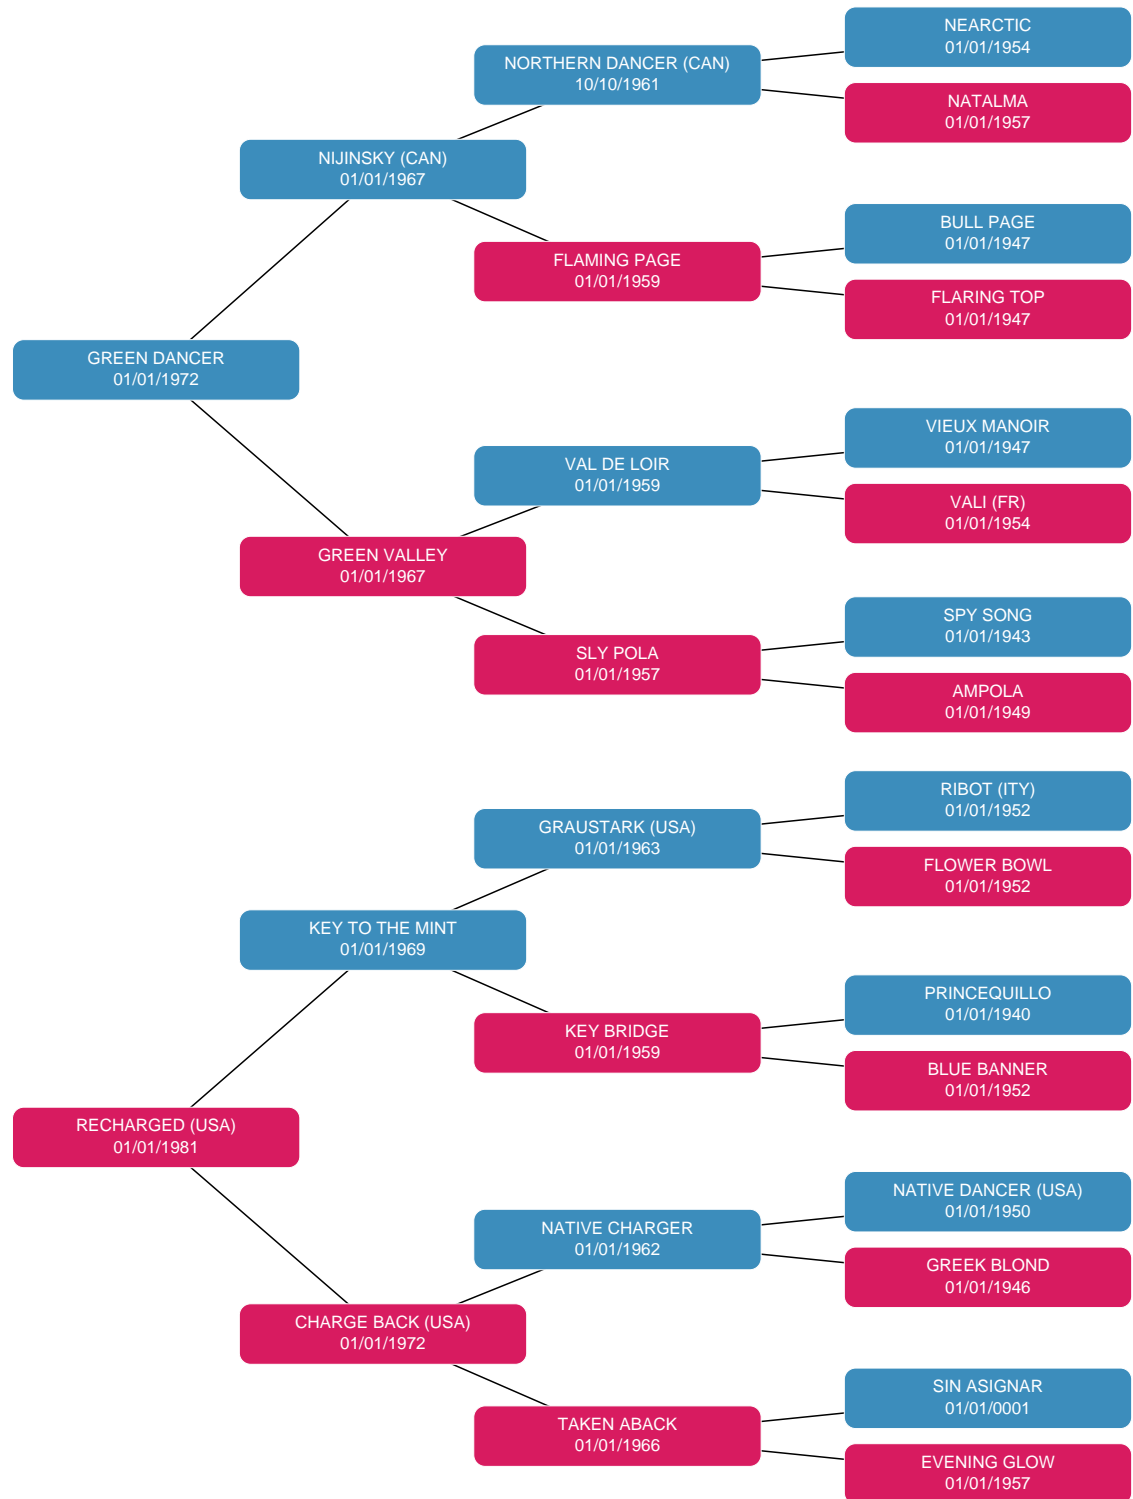 NEARCTIC
01/01/1954
NORTHERN DANCER (CAN)
10/10/1961
NATALMA
01/01/1957
NIJINSKY (CAN)
01/01/1967
BULL PAGE
01/01/1947
FLAMING PAGE
01/01/1959
FLARING TOP
01/01/1947
GREEN DANCER
01/01/1972
VIEUX MANOIR
01/01/1947
VAL DE LOIR
01/01/1959
VALI (FR)
01/01/1954
GREEN VALLEY
01/01/1967
SPY SONG
01/01/1943
SLY POLA
01/01/1957
AMPOLA
01/01/1949
RIBOT (ITY)
01/01/1952
GRAUSTARK (USA)
01/01/1963
FLOWER BOWL
01/01/1952
KEY TO THE MINT
01/01/1969
PRINCEQUILLO
01/01/1940
KEY BRIDGE
01/01/1959
BLUE BANNER
01/01/1952
RECHARGED (USA)
01/01/1981
NATIVE DANCER (USA)
01/01/1950
NATIVE CHARGER
01/01/1962
GREEK BLOND
01/01/1946
CHARGE BACK (USA)
01/01/1972
SIN ASIGNAR
01/01/0001
TAKEN ABACK
01/01/1966
EVENING GLOW
01/01/1957